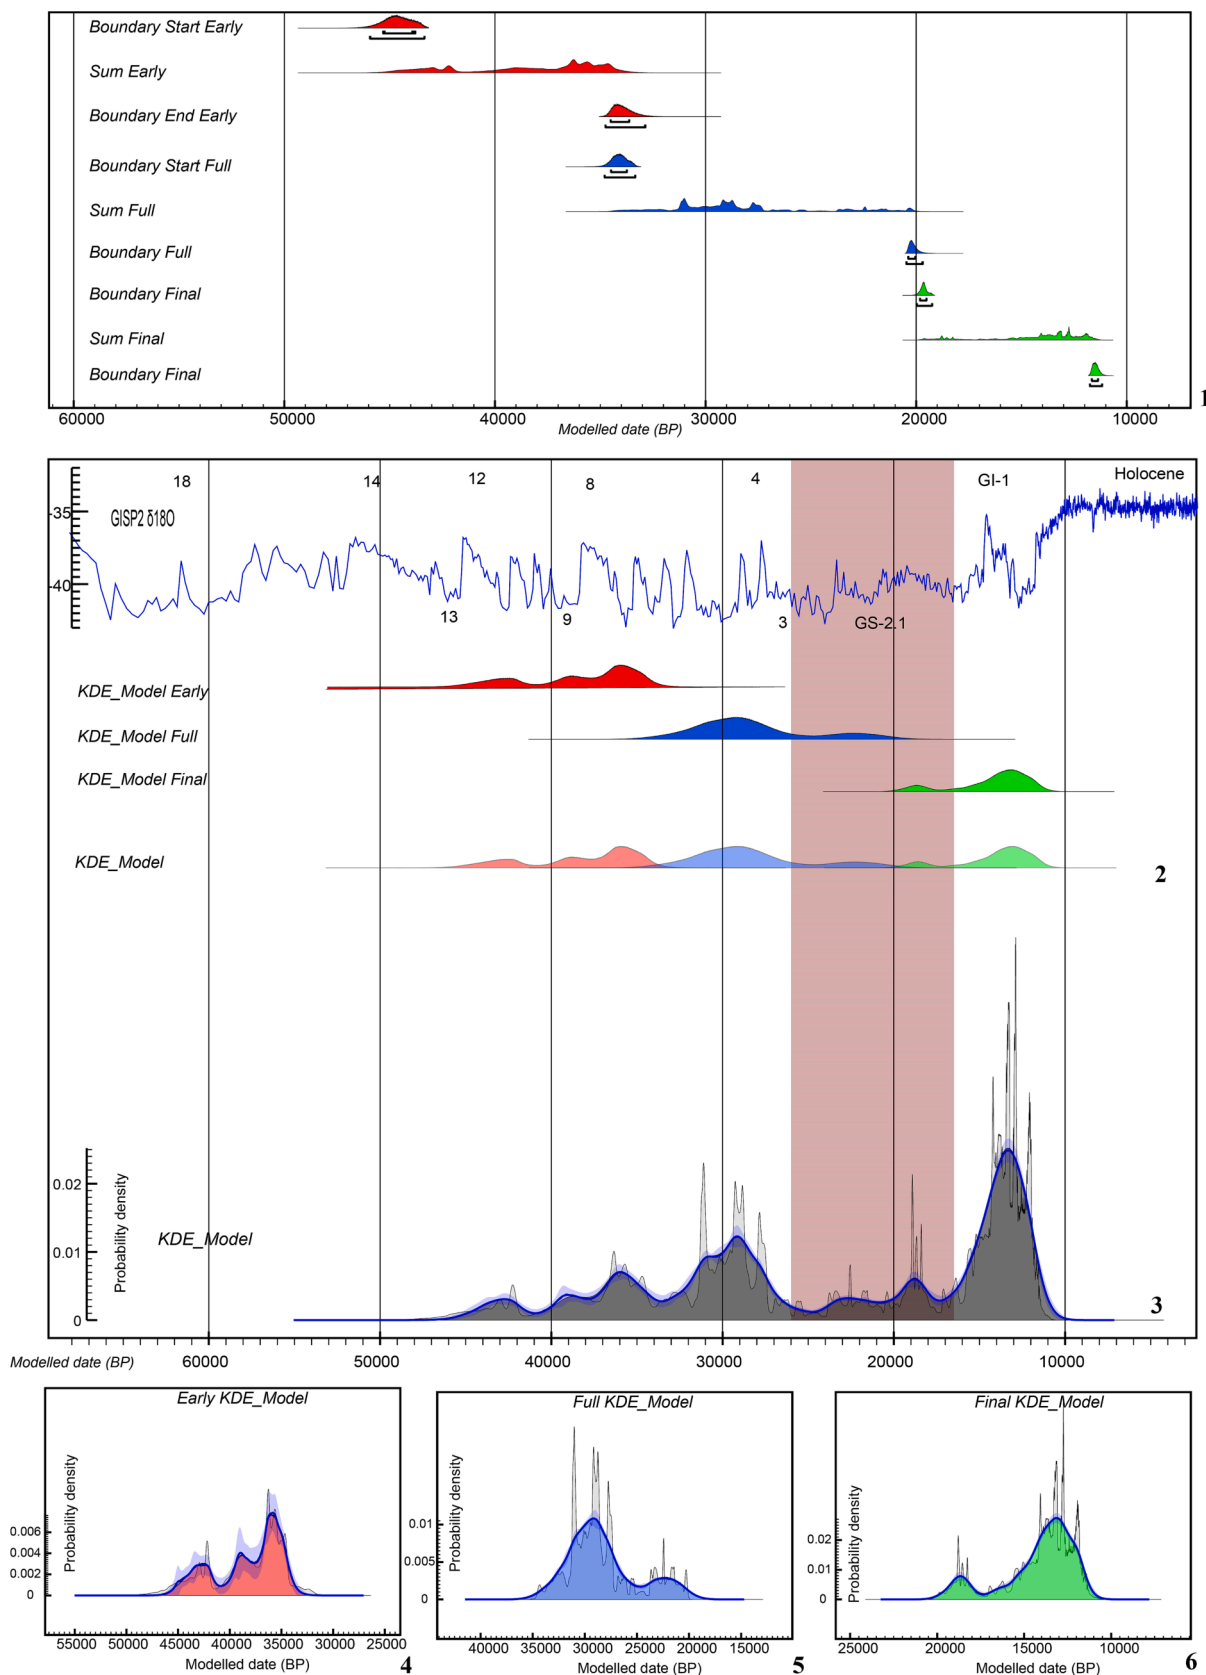 Boundary Start Early
Sum Early
Boundary End Early
Boundary Start Full
Sum Full
Boundary Full
Boundary Final
Sum Final
Boundary Final
60000 50000 40000 30000 20000 10000
Modelled date (BP)
1
18 14 12 8 4 GI-1 Holocene
-35
GISP2 δ18O
-40
13 9 3 GS-2.1
KDE_Model Early
KDE_Model Full
KDE_Model Final
KDE_Model
2
0.02
0.01
0
Probability density
KDE_Model
3
Modelled date (BP) 60000 50000 40000 30000 20000 10000
Early KDE_Model
Probability density
0.006
0.004
0.002
0
55000 50000 45000 40000 35000 30000 25000
Modelled date (BP)
4
Full KDE_Model
Probability density
0.01
0.005
0
40000 35000 30000 25000 20000 15000
Modelled date (BP)
5
Final KDE_Model
Probability density
0.02
0.01
0
25000 20000 15000 10000
Modelled date (BP)
6